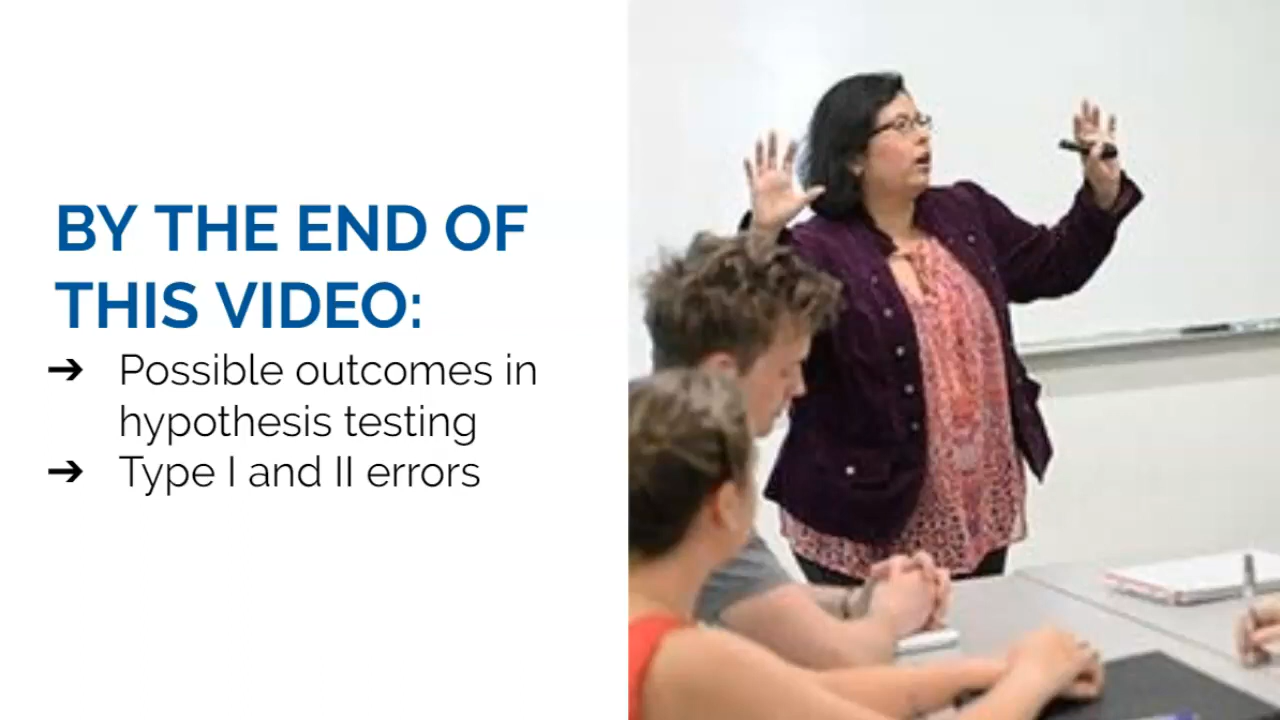 BY THE END OF
THIS VIDEO:
➔ Possible outcomes in
hypothesis testing
➔ Type I and II errors